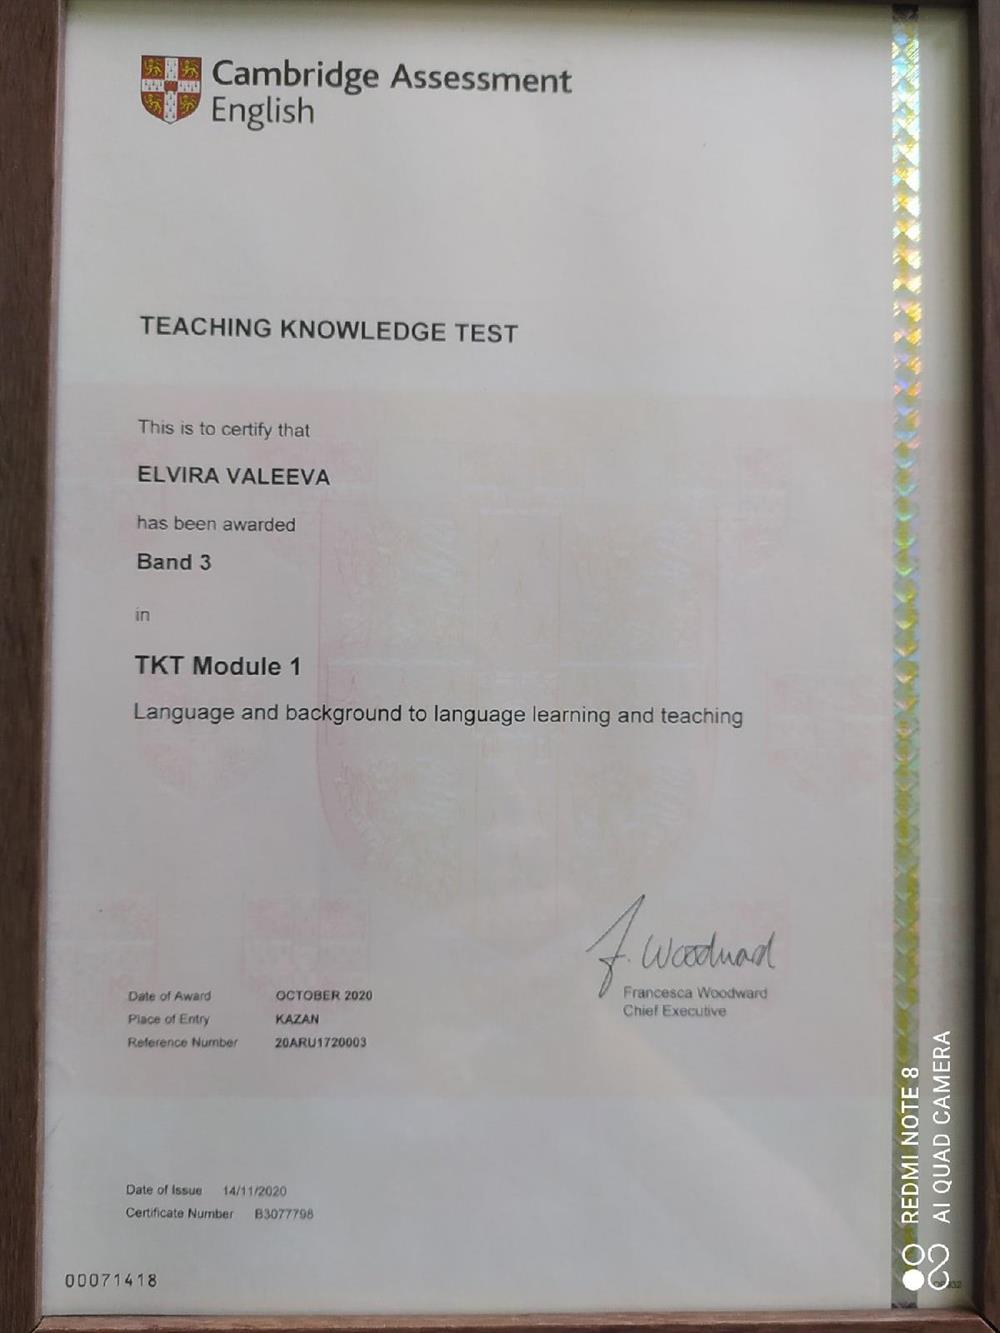 Cambridge Assessment
English
TEACHING KNOWLEDGE TEST
This is to certify that
ELVIRA VALEEVA
has been awarded
Band 3
in
TKT Module 1
Language and background to language learning and teaching
F. Woodward
Francesca Woodward
Chief Executive
Date of Award OCTOBER 2020
Place of Entry KAZAN
Reference Number 20ARU1720003
Date of Issue 14/11/2020
Certificate Number B3077798
00071418
REDMI NOTE 8
AI QUAD CAMERA